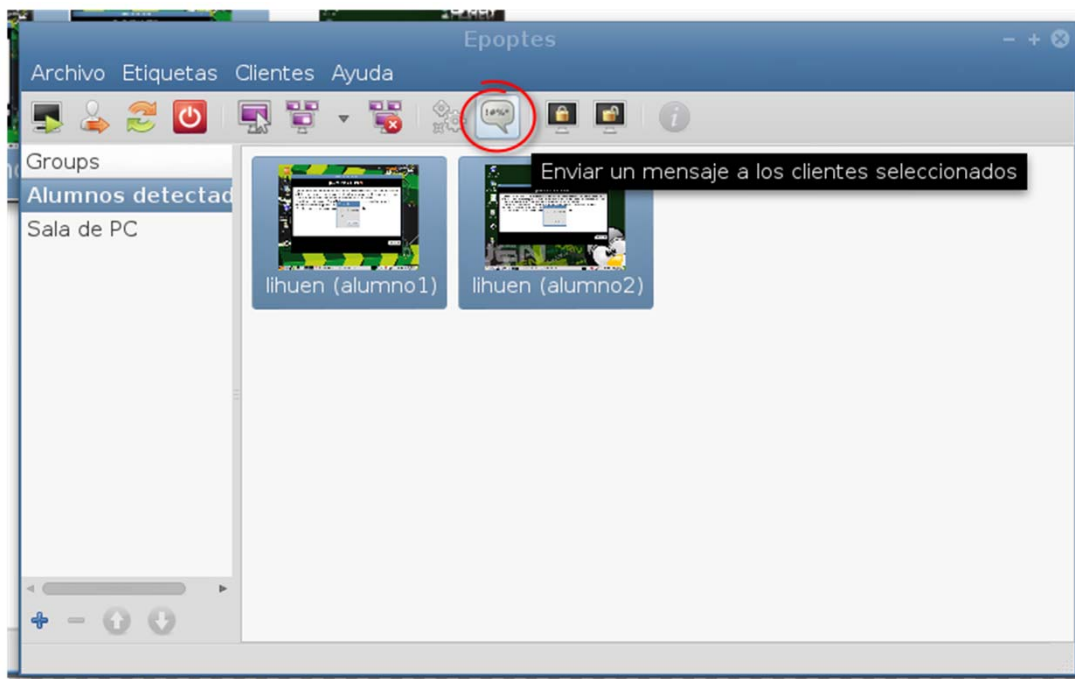 Epoptes
Archivo Etiquetas Clientes Ayuda
!#%*
i
Groups
Alumnos detectad
Sala de PC
Enviar un mensaje a los clientes seleccionados
lihuen (alumno1)
lihuen (alumno2)